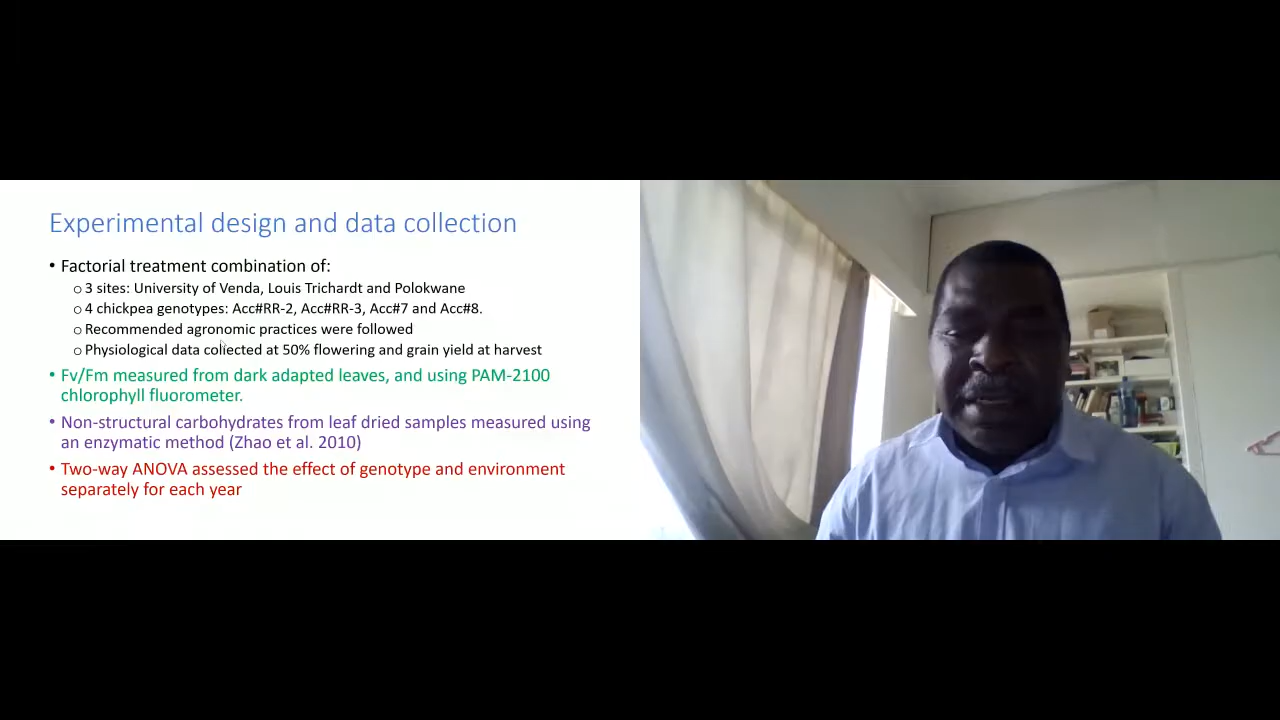 Experimental design and data collection
• Factorial treatment combination of:
o 3 sites: University of Venda, Louis Trichardt and Polokwane
o 4 chickpea genotypes: Acc#RR-2, Acc#RR-3, Acc#7 and Acc#8.
o Recommended agronomic practices were followed
o Physiological data collected at 50% flowering and grain yield at harvest
• Fv/Fm measured from dark adapted leaves, and using PAM-2100
chlorophyll fluorometer.
• Non-structural carbohydrates from leaf dried samples measured using
an enzymatic method (Zhao et al. 2010)
• Two-way ANOVA assessed the effect of genotype and environment
separately for each year